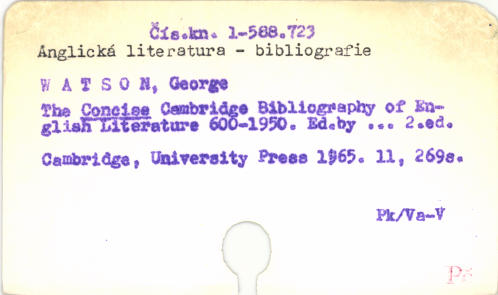 Čís.kn. 1-588.723
Anglická literatura - bibliografie
W A T S O N, George
The Concise Cambridge Bibliography of En-
glish Literature 600-1950. Ed.by ... 2.ed.
Cambridge, University Press 1965. 11, 269s.
Pk/Va-V